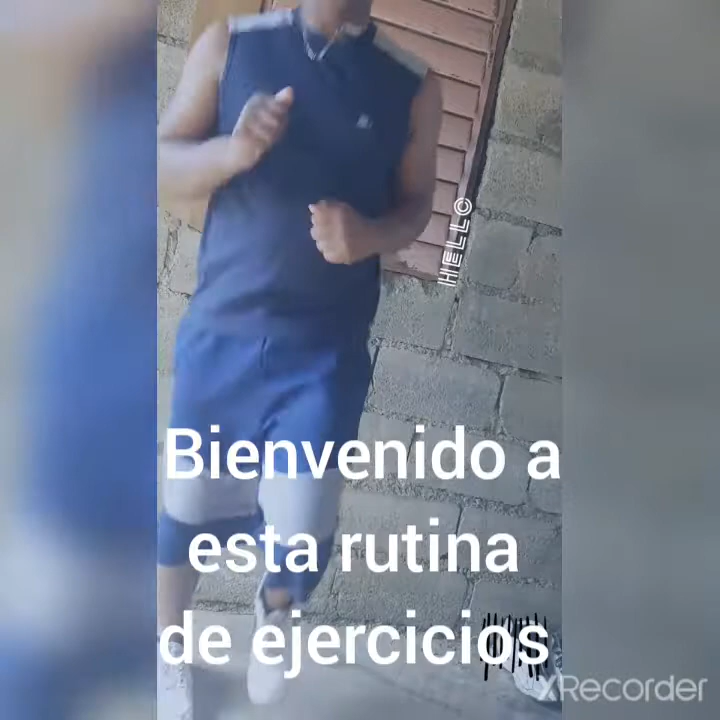 HELLO
Bienvenido a
esta rutina
de ejercicios
XRecorder